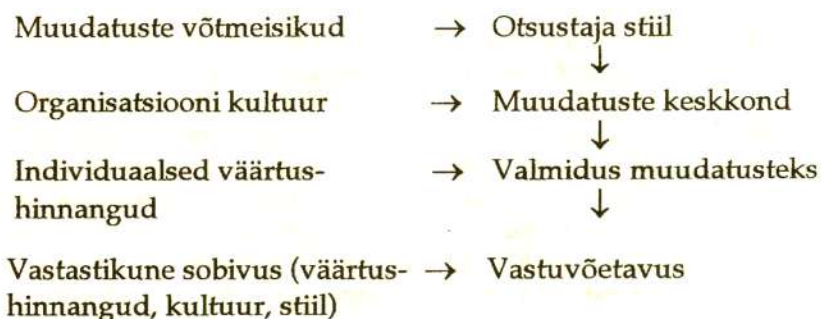 Muudatuste võtmeisikud → Otsustaja stiil
↓
Organisatsiooni kultuur → Muudatuste keskkond
↓
Individuaalsed väärtus- → Valmidus muudatusteks
hinnangud ↓
Vastastikune sobivus (väärtus- → Vastuvõetavus
hinnangud, kultuur, stiil)